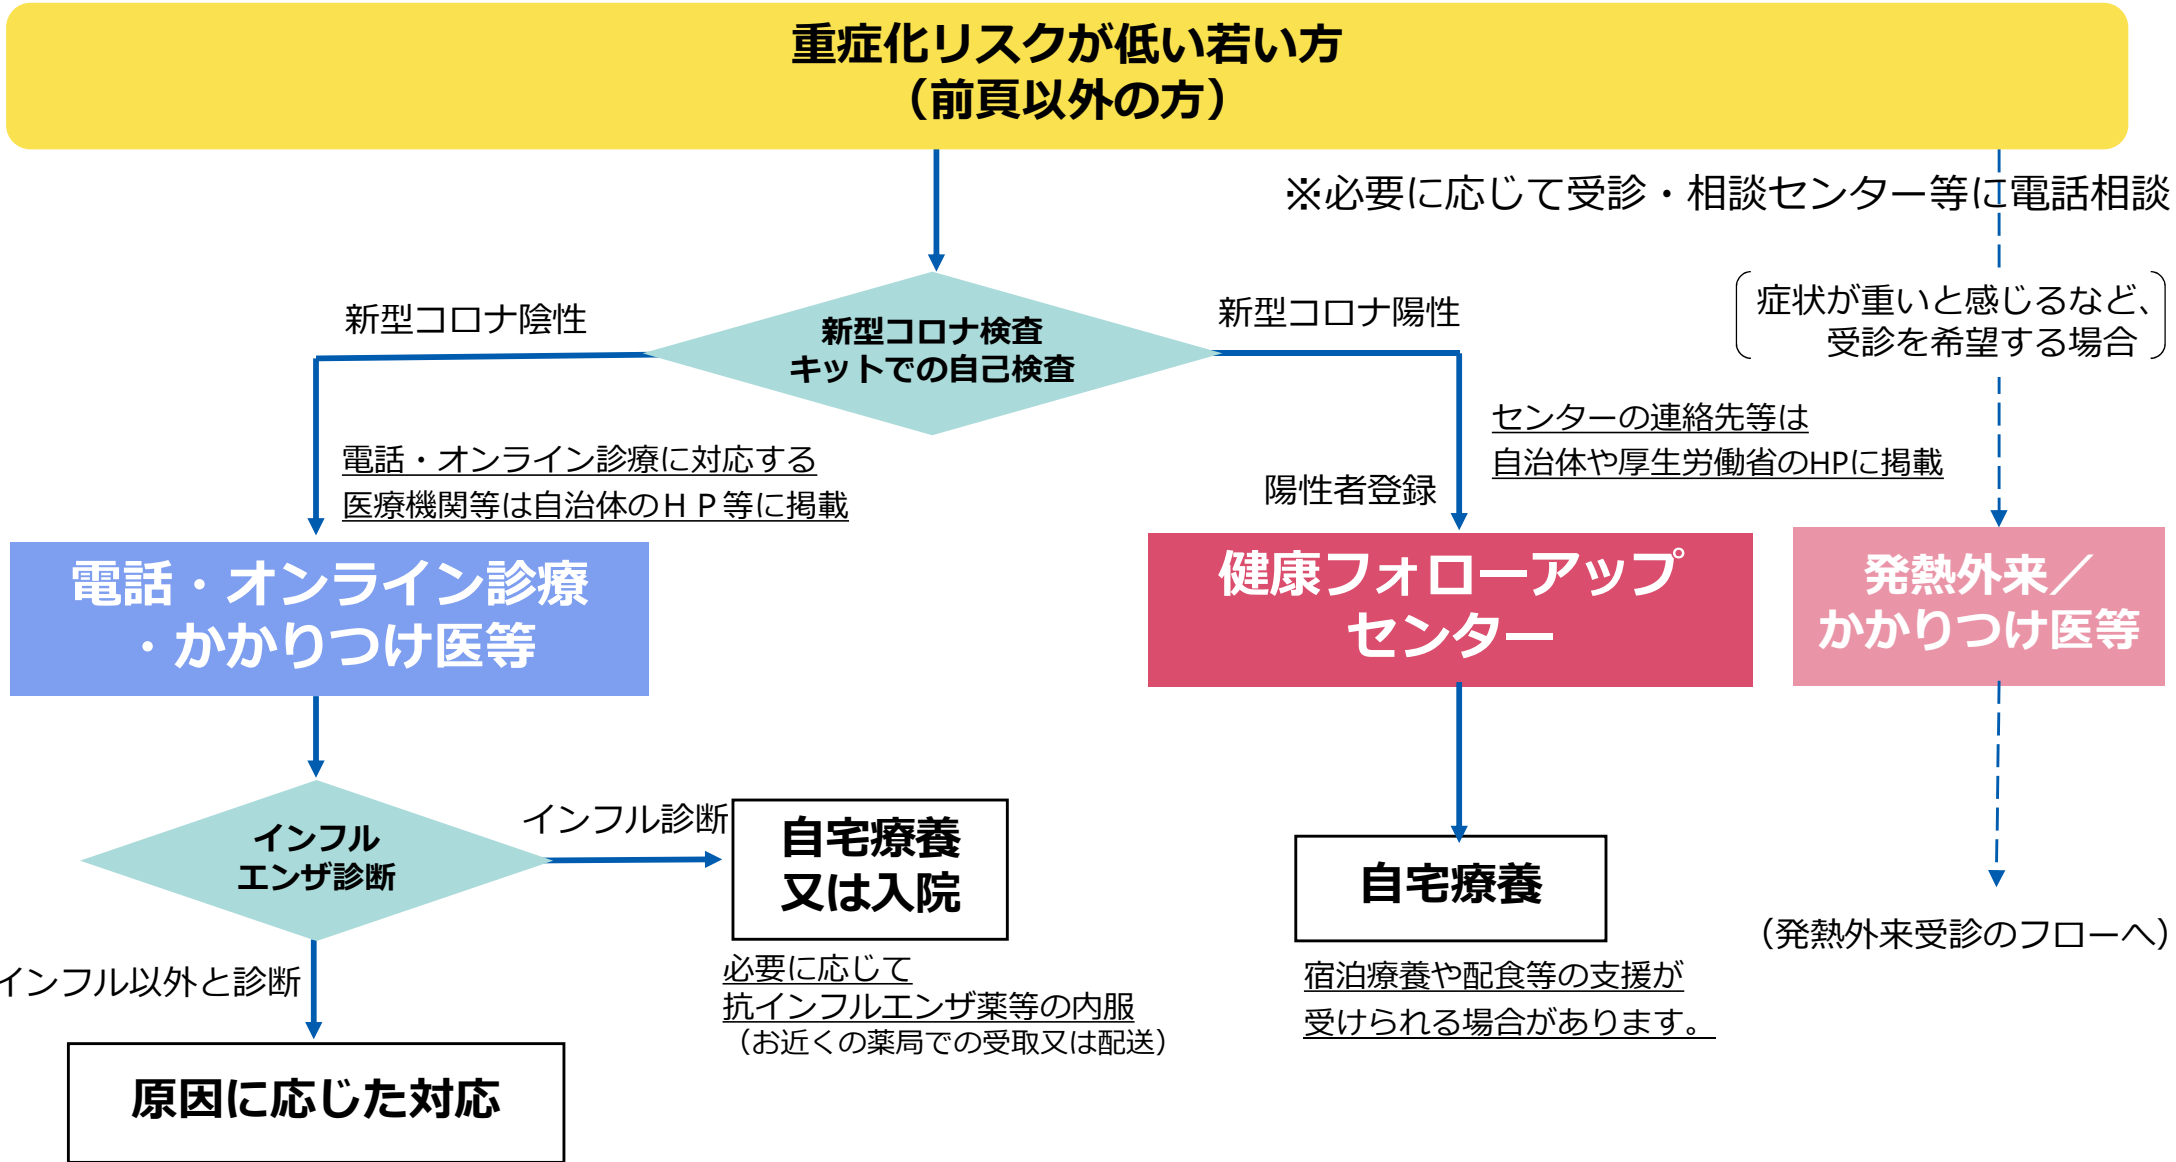 重症化リスクが低い若い方
（前頁以外の方）
※必要に応じて受診・相談センター等に電話相談
症状が重いと感じるなど、
受診を希望する場合
新型コロナ陰性
新型コロナ検査
キットでの自己検査
新型コロナ陽性
電話・オンライン診療に対応する
医療機関等は自治体のＨＰ等に掲載
センターの連絡先等は
自治体や厚生労働省のHPに掲載
陽性者登録
電話・オンライン診療
・かかりつけ医等
健康フォローアップ
センター
発熱外来／
かかりつけ医等
インフル
エンザ診断
インフル診断
自宅療養
又は入院
必要に応じて
抗インフルエンザ薬等の内服
（お近くの薬局での受取又は配送）
自宅療養
宿泊療養や配食等の支援が
受けられる場合があります。
（発熱外来受診のフローへ）
インフル以外と診断
原因に応じた対応